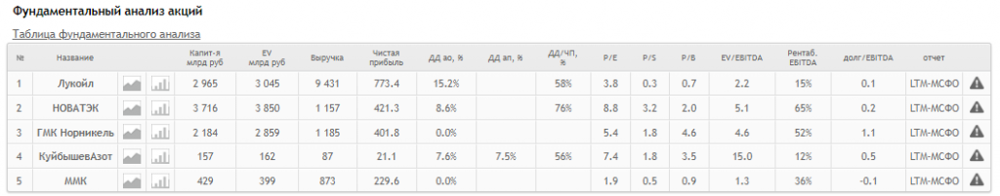 Фундаментальный анализ акций
Таблица фундаментального анализа
№ Название Капит-я млрд руб EV млрд руб Выручка Чистая прибыль ДД ао, % ДД ап, % ДД/ЧП, % P/E P/S P/B EV/EBITDA Рентаб. EBITDA долг/EBITDA отчет
1 Лукойл 2 965 3 045 9 431 773.4 15.2% 58% 3.8 0.3 0.7 2.2 15% 0.1 LTM-МСФО
2 НОВАТЭК 3 716 3 850 1 157 421.3 8.6% 76% 8.8 3.2 2.0 5.1 65% 0.2 LTM-МСФО
3 ГМК Норникель 2 184 2 859 1 185 401.8 0.0% 5.4 1.8 4.6 4.6 52% 1.1 LTM-МСФО
4 КуйбышевАзот 157 162 87 21.1 7.6% 7.5% 56% 7.4 1.8 3.5 15.0 12% 0.5 LTM-МСФО
5 ММК 429 399 873 229.6 0.0% 1.9 0.5 0.9 1.3 36% -0.1 LTM-МСФО